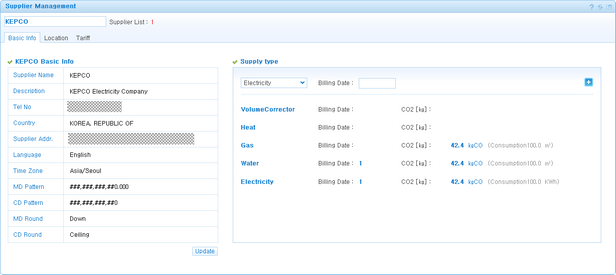 Supplier Management
KEPCO Supplier List : 1
Basic Info Location Tariff
KEPCO Basic Info
Supplier Name KEPCO
Description KEPCO Electricity Company
Tel No
Country KOREA, REPUBLIC OF
Supplier Addr.
Language English
Time Zone Asia/Seoul
MD Pattern ###,###,###,##0.000
CD Pattern ###,###,###,##0
MD Round Down
CD Round Ceiling
Update
Supply type
Electricity Billing Date :
VolumeCorrector Billing Date : CO2 [kg] :
Heat Billing Date : CO2 [kg] :
Gas Billing Date : CO2 [kg] : 42.4 kgCO (Consumption100.0 ㎥)
Water Billing Date : 1 CO2 [kg] : 42.4 kgCO (Consumption100.0 ㎥)
Electricity Billing Date : 1 CO2 [kg] : 42.4 kgCO (Consumption100.0 KWh)